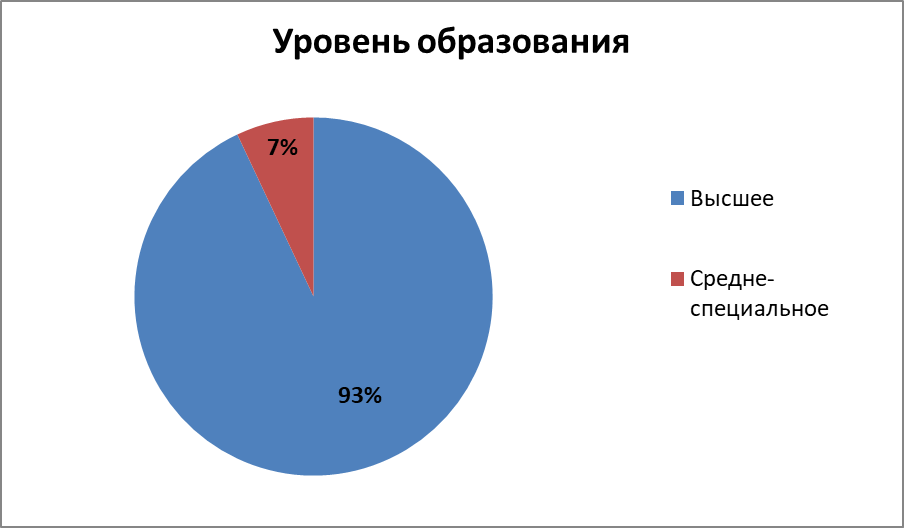 Уровень образования
7%
93%
Высшее
Средне-
специальное